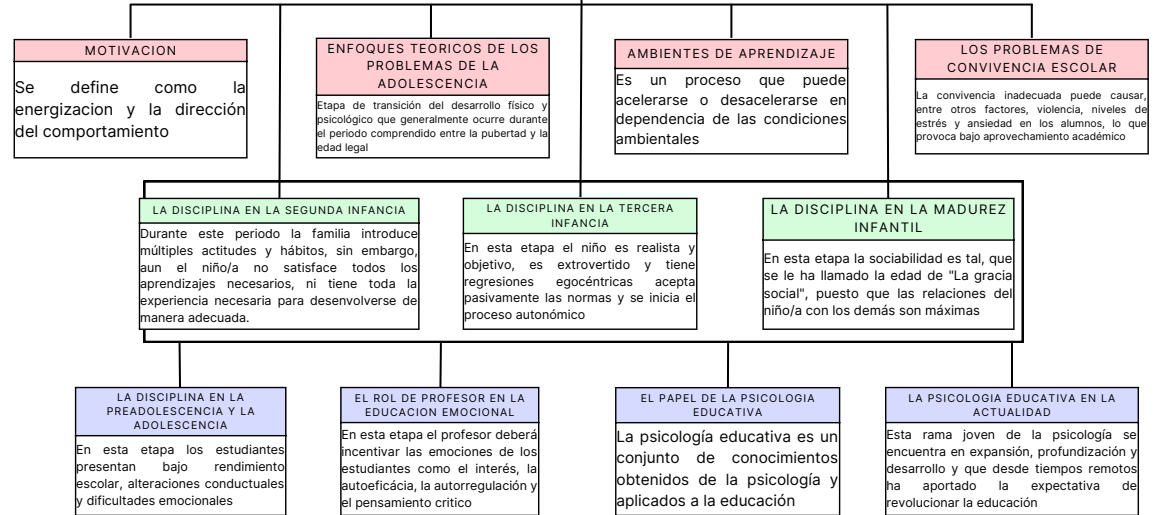 MOTIVACION
Se define como la
energizacion y la dirección
del comportamiento
ENFOQUES TEORICOS DE LOS
PROBLEMAS DE LA
ADOLESCENCIA
Etapa de transición del desarrollo físico y
psicológico que generalmente ocurre durante
el periodo comprendido entre la pubertad y la
edad legal
AMBIENTES DE APRENDIZAJE
Es un proceso que puede
acelerarse o desacelerarse en
dependencia de las condiciones
ambientales
LOS PROBLEMAS DE
CONVIVENCIA ESCOLAR
La convivencia inadecuada puede causar,
entre otros factores, violencia, niveles de
estrés y ansiedad en los alumnos, lo que
provoca bajo aprovechamiento académico
LA DISCIPLINA EN LA SEGUNDA INFANCIA
Durante este periodo la familia introduce
múltiples actitudes y hábitos, sin embargo,
aun el niño/a no satisface todos los
aprendizajes necesarios, ni tiene toda la
experiencia necesaria para desenvolverse de
manera adecuada.
LA DISCIPLINA EN LA TERCERA
INFANCIA
En esta etapa el niño es realista y
objetivo, es extrovertido y tiene
regresiones egocéntricas acepta
pasivamente las normas y se inicia el
proceso autonómico
LA DISCIPLINA EN LA MADUREZ
INFANTIL
En esta etapa la sociabilidad es tal, que
se le ha llamado la edad de "La gracia
social", puesto que las relaciones del
niño/a con los demás son máximas
LA DISCIPLINA EN LA
PREADOLESCENCIA Y LA
ADOLESCENCIA
En esta etapa los estudiantes
presentan bajo rendimiento
escolar, alteraciones conductuales
y dificultades emocionales
EL ROL DE PROFESOR EN LA
EDUCACION EMOCIONAL
En esta etapa el profesor deberá
incentivar las emociones de los
estudiantes como el interés, la
autoeficácia, la autorregulación y
el pensamiento critico
EL PAPEL DE LA PSICOLOGIA
EDUCATIVA
La psicología educativa es un
conjunto de conocimientos
obtenidos de la psicología y
aplicados a la educación
LA PSICOLOGIA EDUCATIVA EN LA
ACTUALIDAD
Esta rama joven de la psicología se
encuentra en expansión, profundización y
desarrollo y que desde tiempos remotos
ha aportado la expectativa de
revolucionar la educación